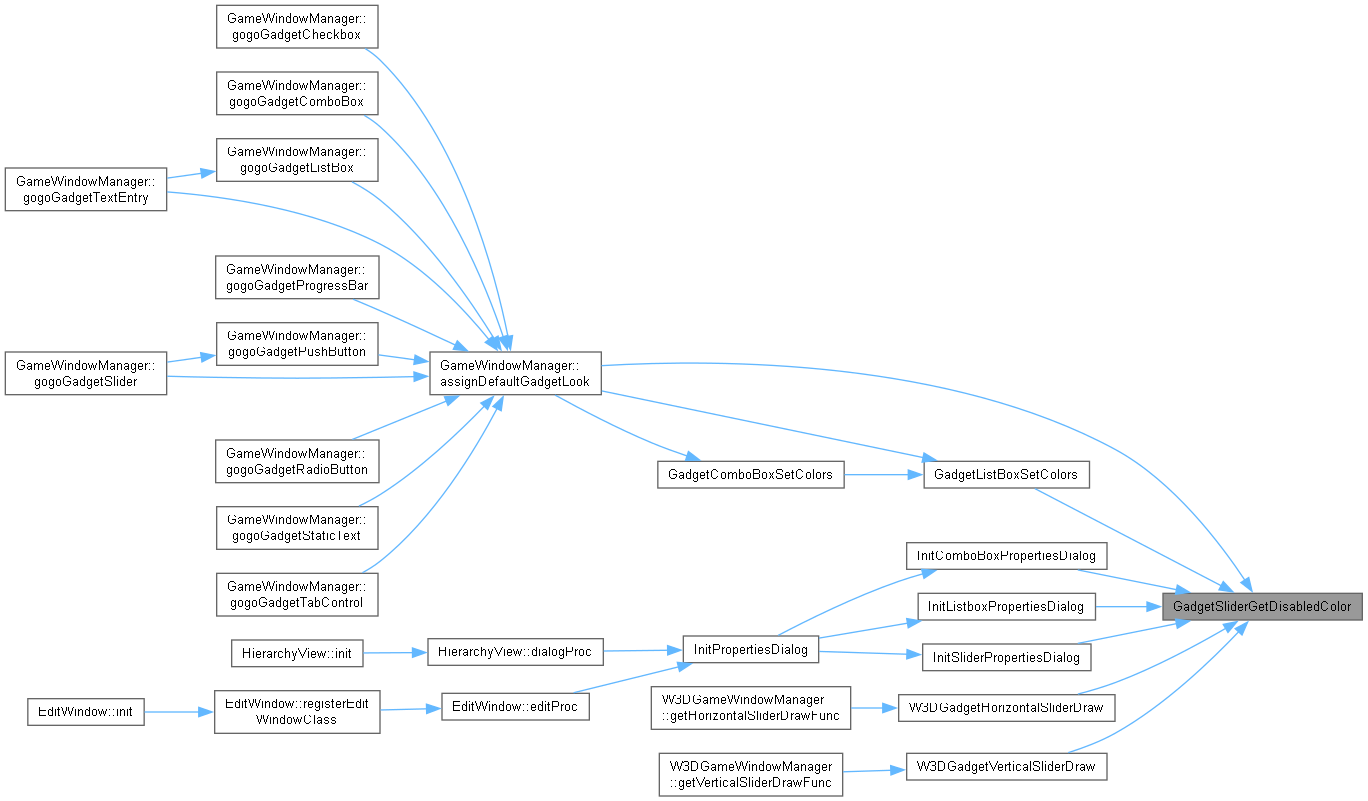 GameWindowManager::
gogoGadgetCheckbox
GameWindowManager::
gogoGadgetComboBox
GameWindowManager::
gogoGadgetListBox
GameWindowManager::
gogoGadgetTextEntry
GameWindowManager::
gogoGadgetProgressBar
GameWindowManager::
gogoGadgetPushButton
GameWindowManager::
gogoGadgetSlider
GameWindowManager::
assignDefaultGadgetLook
GameWindowManager::
gogoGadgetRadioButton
GadgetComboBoxSetColors
GadgetListBoxSetColors
GameWindowManager::
gogoGadgetStaticText
InitComboBoxPropertiesDialog
GameWindowManager::
gogoGadgetTabControl
InitListboxPropertiesDialog
GadgetSliderGetDisabledColor
HierarchyView::init
HierarchyView::dialogProc
InitPropertiesDialog
InitSliderPropertiesDialog
EditWindow::init
EditWindow::registerEdit
WindowClass
EditWindow::editProc
W3DGameWindowManager
::getHorizontalSliderDrawFunc
W3DGadgetHorizontalSliderDraw
W3DGameWindowManager
::getVerticalSliderDrawFunc
W3DGadgetVerticalSliderDraw